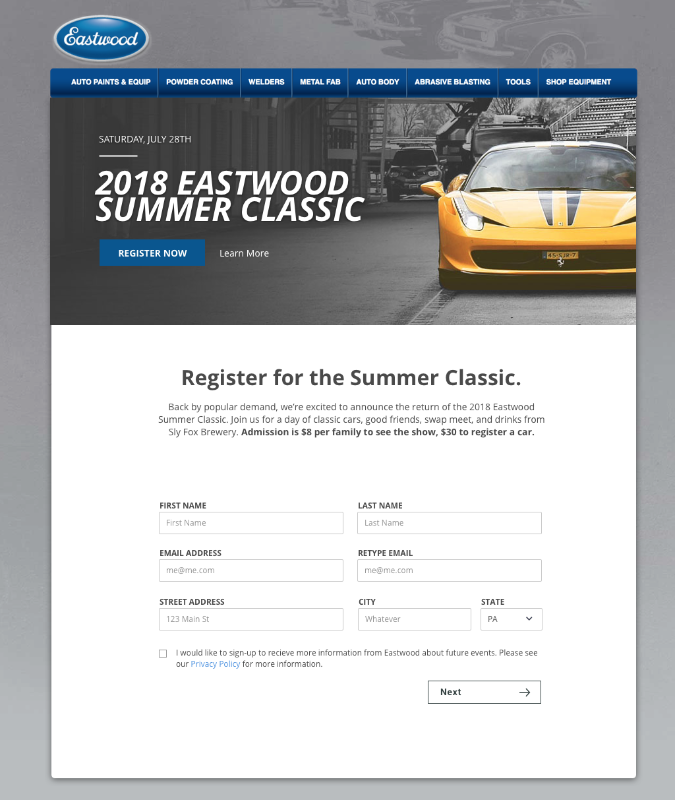 Eastwood
AUTO PAINTS & EQUIP POWDER COATING WELDERS METAL FAB AUTO BODY ABRASIVE BLASTING TOOLS SHOP EQUIPMENT
SATURDAY, JULY 28TH
2018 EASTWOOD
SUMMER CLASSIC
REGISTER NOW Learn More
Register for the Summer Classic.
Back by popular demand, we're excited to announce the return of the 2018 Eastwood
Summer Classic. Join us for a day of classic cars, good friends, swap meet, and drinks from
Sly Fox Brewery. Admission is $8 per family to see the show, $30 to register a car.
FIRST NAME LAST NAME
First Name Last Name
EMAIL ADDRESS RETYPE EMAIL
me@me.com me@me.com
STREET ADDRESS CITY STATE
123 Main St Whatever PA
I would like to sign-up to recieve more information from Eastwood about future events. Please see
our Privacy Policy for more information.
Next